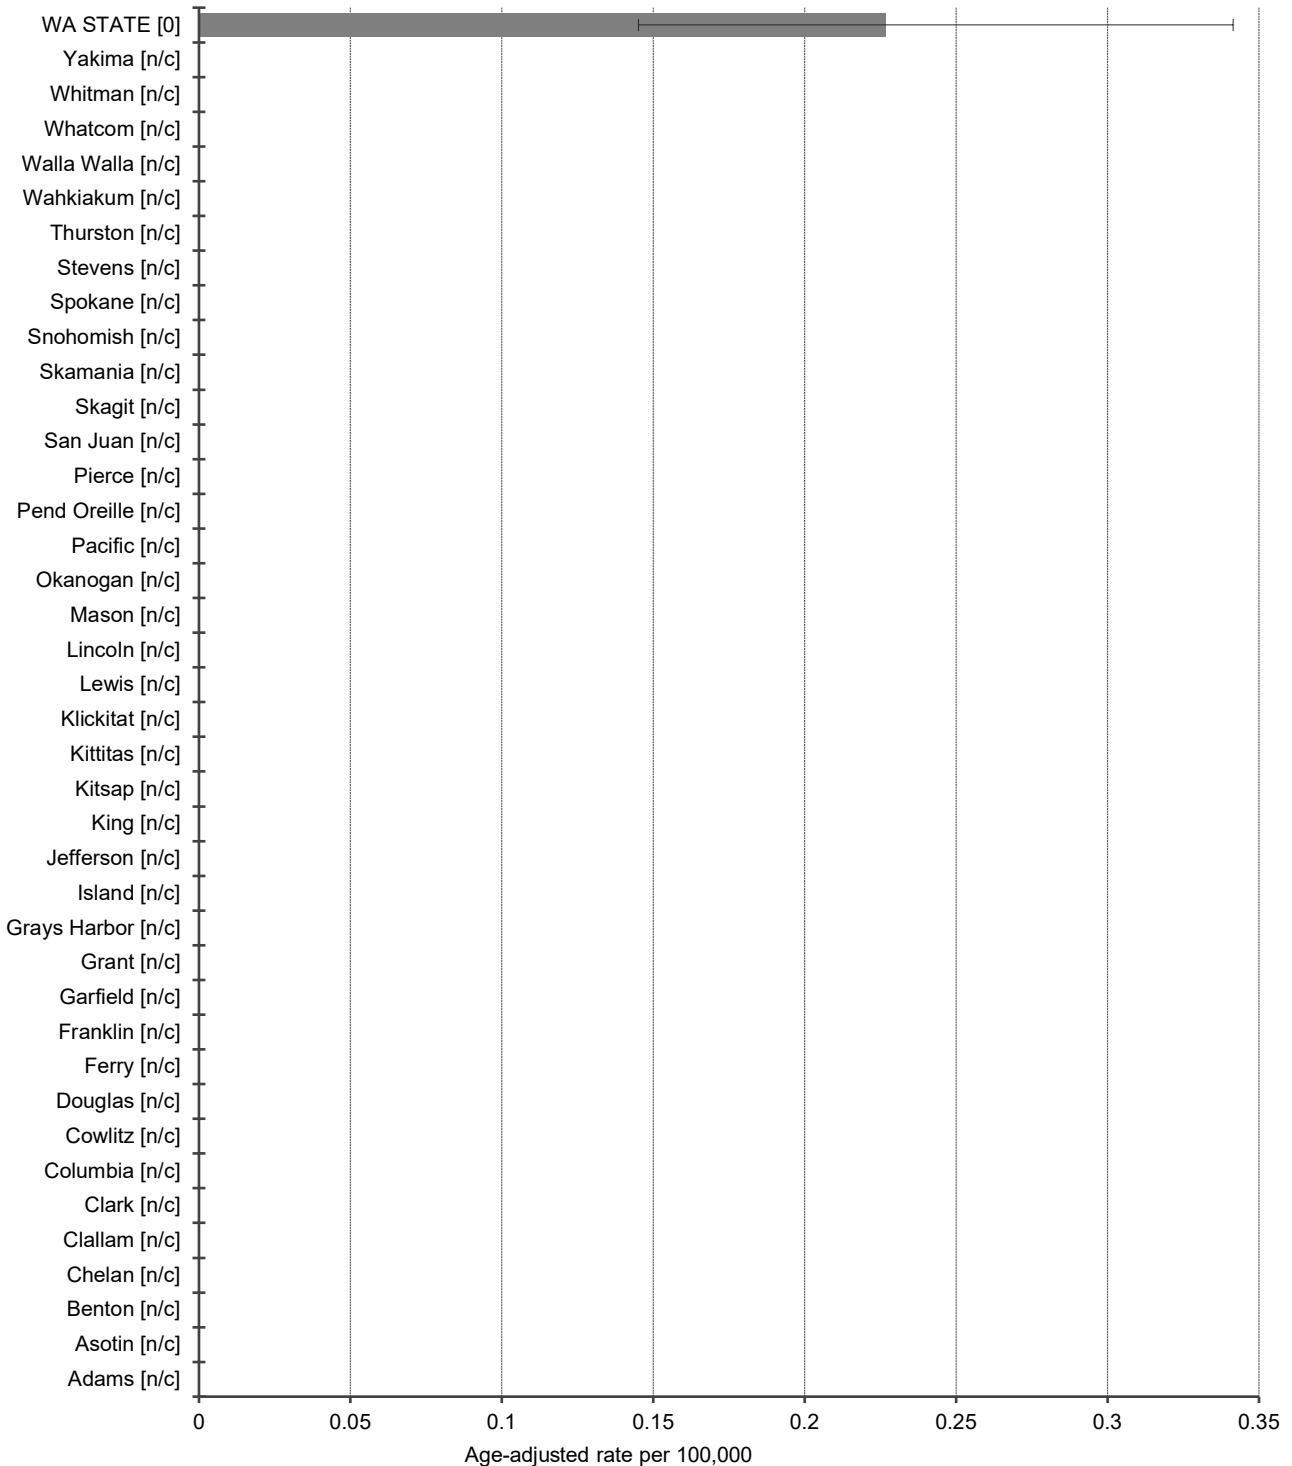 WA STATE [0]
Yakima [n/c]
Whitman [n/c]
Whatcom [n/c]
Walla Walla [n/c]
Wahkiakum [n/c]
Thurston [n/c]
Stevens [n/c]
Spokane [n/c]
Snohomish [n/c]
Skamania [n/c]
Skagit [n/c]
San Juan [n/c]
Pierce [n/c]
Pend Oreille [n/c]
Pacific [n/c]
Okanogan [n/c]
Mason [n/c]
Lincoln [n/c]
Lewis [n/c]
Klickitat [n/c]
Kittitas [n/c]
Kitsap [n/c]
King [n/c]
Jefferson [n/c]
Island [n/c]
Grays Harbor [n/c]
Grant [n/c]
Garfield [n/c]
Franklin [n/c]
Ferry [n/c]
Douglas [n/c]
Cowlitz [n/c]
Columbia [n/c]
Clark [n/c]
Clallam [n/c]
Chelan [n/c]
Benton [n/c]
Asotin [n/c]
Adams [n/c]
0 0.05 0.1 0.15 0.2 0.25 0.3 0.35
Age-adjusted rate per 100,000